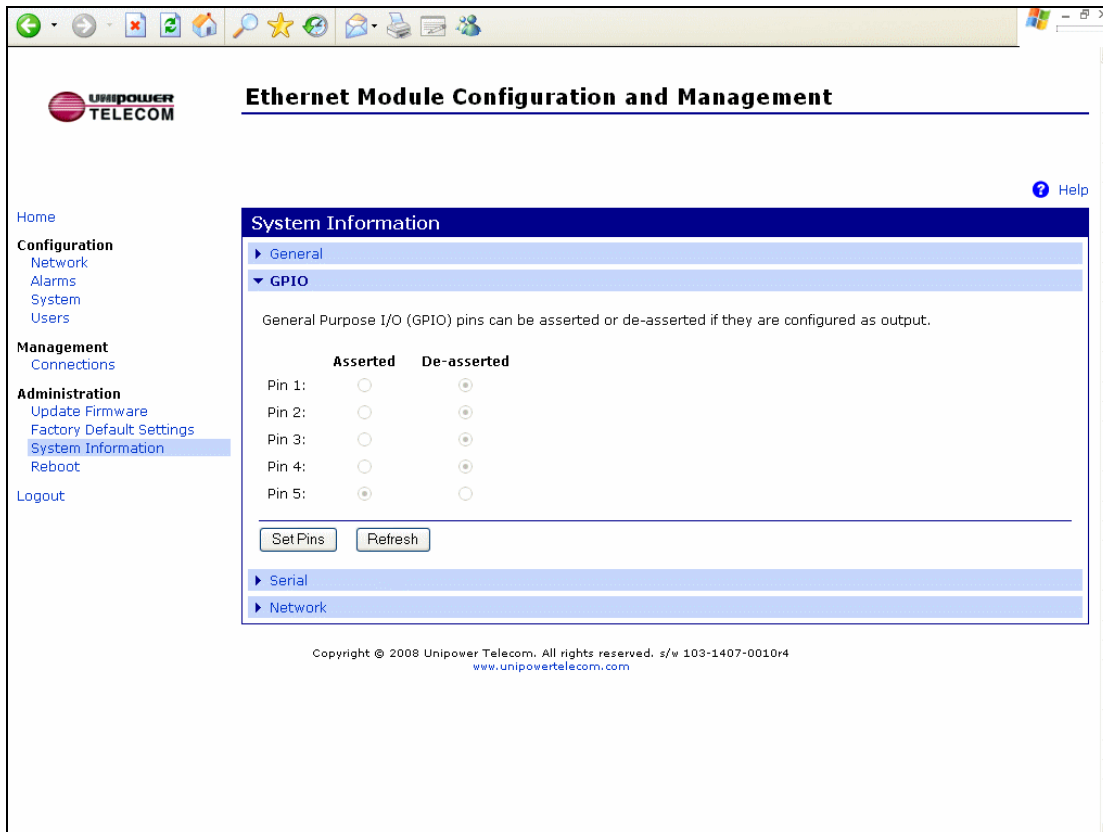 UNIPOWER
TELECOM
Ethernet Module Configuration and Management
Help
Home
Configuration
Network
Alarms
System
Users
Management
Connections
Administration
Update Firmware
Factory Default Settings
System Information
Reboot
Logout
System Information
General
GPIO
General Purpose I/O (GPIO) pins can be asserted or de-asserted if they are configured as output.
Asserted De-asserted
Pin 1:
Pin 2:
Pin 3:
Pin 4:
Pin 5:
Set Pins Refresh
Serial
Network
Copyright © 2008 Unipower Telecom. All rights reserved. s/w 103-1407-0010r4
www.unipowertelecom.com